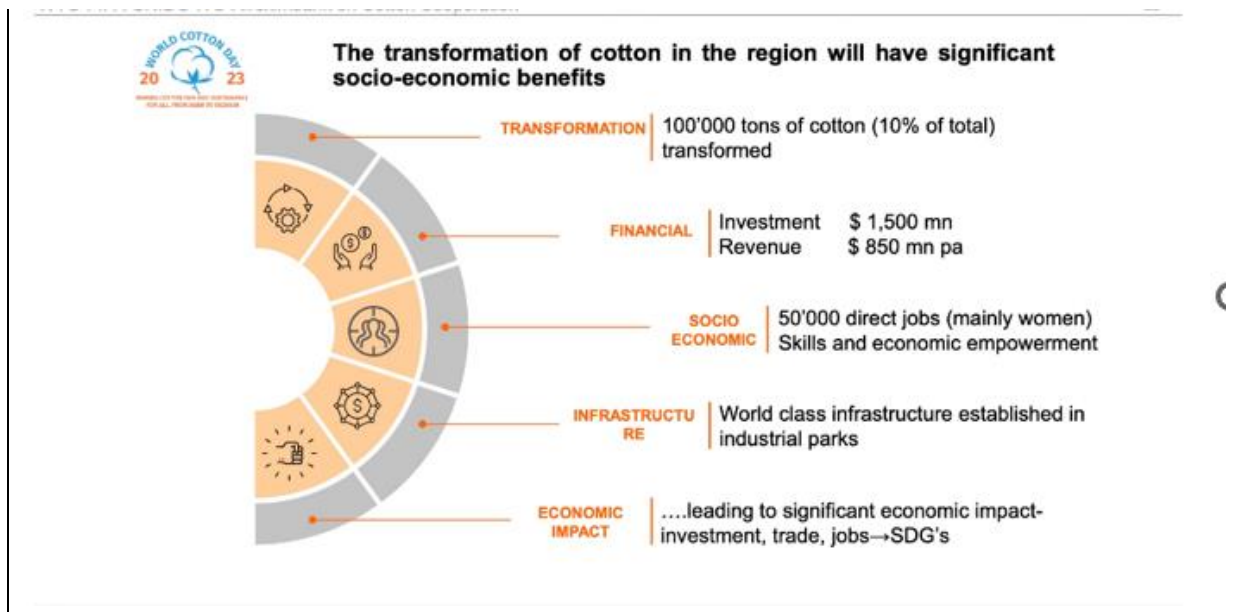 WORLD COTTON DAY
20 23
The transformation of cotton in the region will have significant
socio-economic benefits
TRANSFORMATION
100'000 tons of cotton (10% of total)
transformed
FINANCIAL
Investment $ 1,500 mn
Revenue $ 850 mn pa
SOCIO
ECONOMIC
50'000 direct jobs (mainly women)
Skills and economic empowerment
INFRASTRUCTU
RE
World class infrastructure established in
industrial parks
ECONOMIC
IMPACT
....leading to significant economic impact-
investment, trade, jobs→SDG's